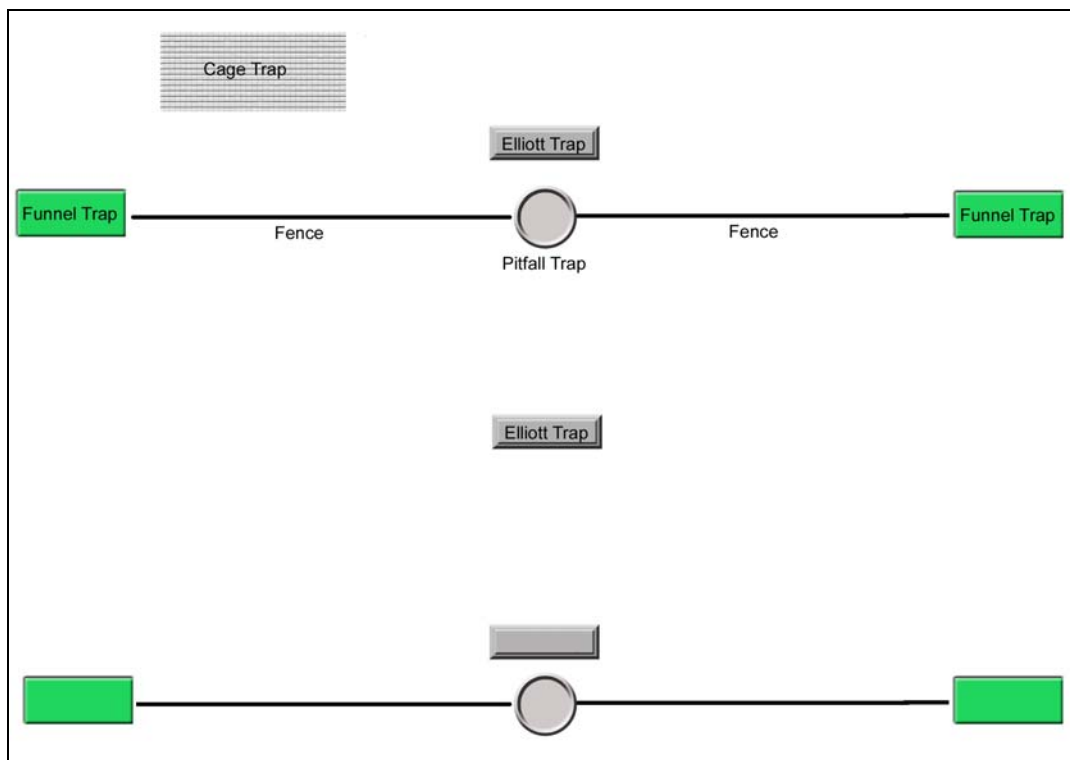 Cage Trap
Elliott Trap
Funnel Trap
Funnel Trap
Fence
Fence
Pitfall Trap
Elliott Trap